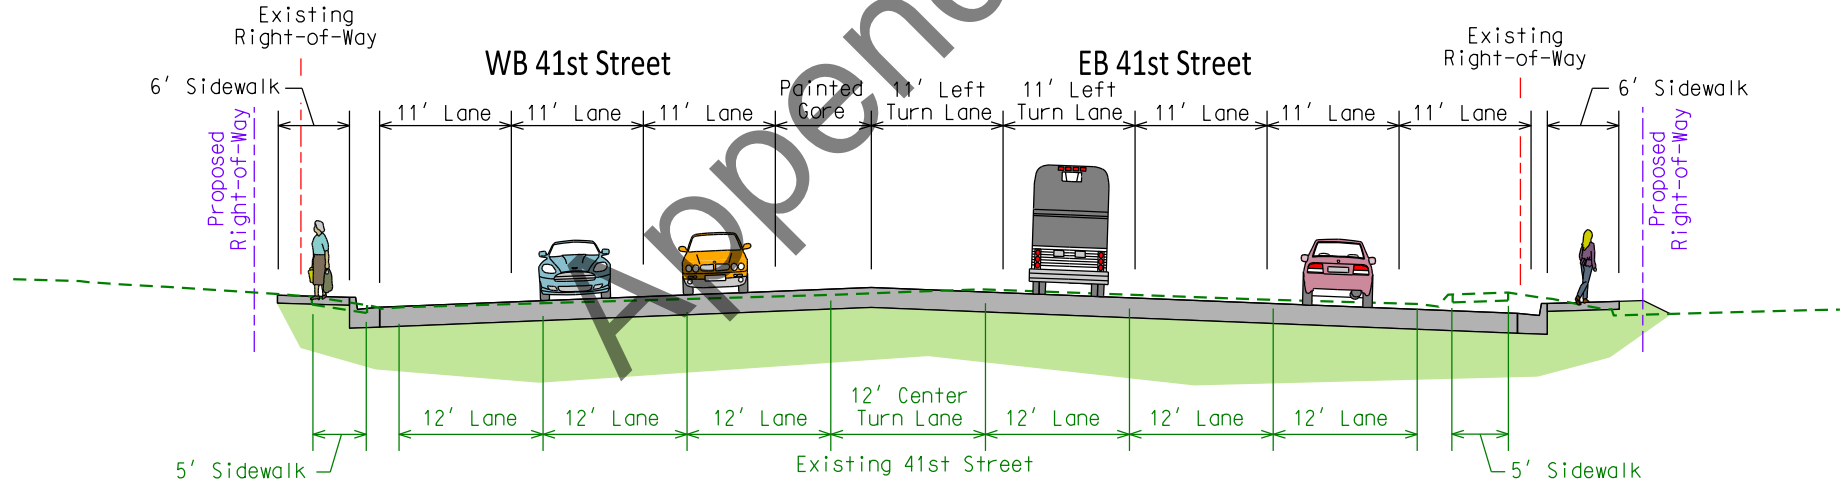 Existing
Right-of-Way
WB 41st Street
EB 41st Street
Existing
Right-of-Way
6' Sidewalk
6' Sidewalk
Proposed
Right-of-Way
11' Lane
11' Lane
11' Lane
Painted
Gore
11' Left
Turn Lane
11' Left
Turn Lane
11' Lane
11' Lane
11' Lane
Proposed
Right-of-Way
Appen
12' Lane
12' Lane
12' Lane
12' Center
Turn Lane
12' Lane
12' Lane
12' Lane
5' Sidewalk
Existing 41st Street
5' Sidewalk